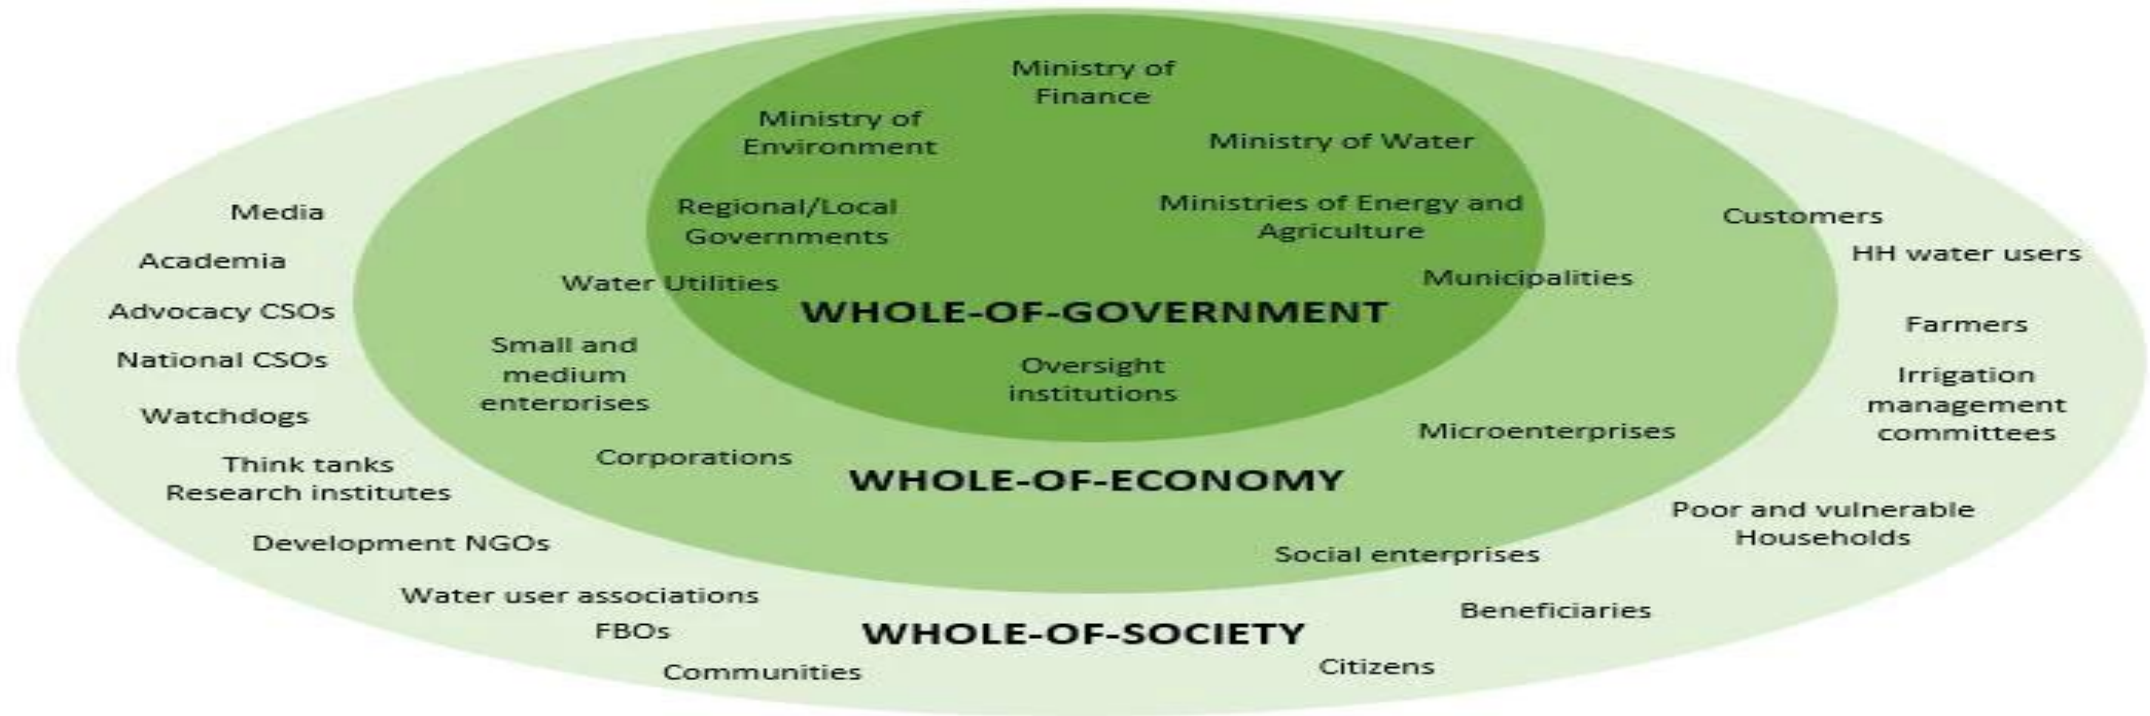 Ministry of
Finance
Ministry of
Environment
Ministry of Water
Regional/Local
Governments
Ministries of Energy and
Agriculture
Water Utilities
Municipalities
WHOLE-OF-GOVERNMENT
Oversight
institutions
Small and
medium
enterprises
Corporations
Microenterprises
WHOLE-OF-ECONOMY
Social enterprises
Media
Academia
Advocacy CSOs
National CSOs
Watchdogs
Think tanks
Research institutes
Development NGOs
Water user associations
FBOs
Communities
WHOLE-OF-SOCIETY
Customers
HH water users
Farmers
Irrigation
management
committees
Poor and vulnerable
Households
Beneficiaries
Citizens